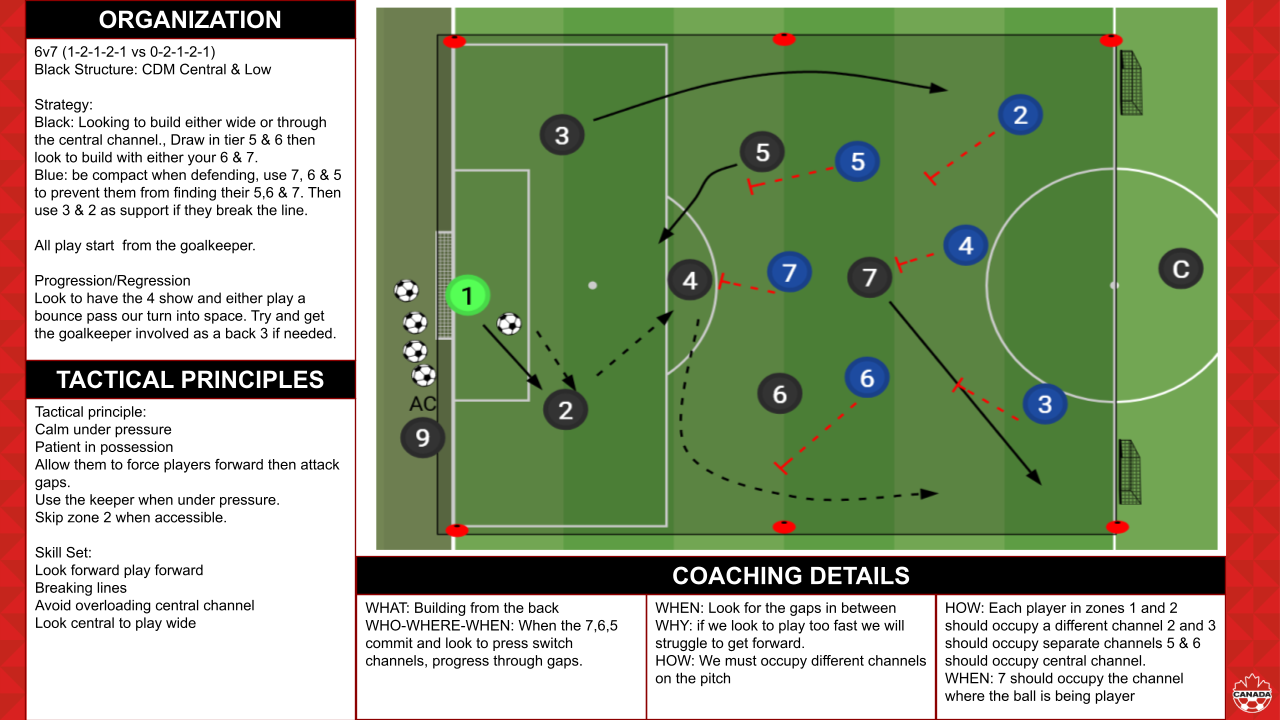 ORGANIZATION
6v7 (1-2-1-2-1 vs 0-2-1-2-1)
Black Structure: CDM Central & Low
Strategy:
Black: Looking to build either wide or through
the central channel., Draw in tier 5 & 6 then
look to build with either your 6 & 7.
Blue: be compact when defending, use 7, 6 & 5
to prevent them from finding their 5,6 & 7. Then
use 3 & 2 as support if they break the line.
All play start  from the goalkeeper.
Progression/Regression
Look to have the 4 show and either play a
bounce pass our turn into space. Try and get
the goalkeeper involved as a back 3 if needed.
TACTICAL PRINCIPLES
Tactical principle:
Calm under pressure
Patient in possession
Allow them to force players forward then attack
gaps.
Use the keeper when under pressure.
Skip zone 2 when accessible.
Skill Set:
Look forward play forward
Breaking lines
Avoid overloading central channel
Look central to play wide
3
2
5
5
4
7
4
7
C
1
6
6
3
2
AC
9
COACHING DETAILS
WHAT: Building from the back
WHO-WHERE-WHEN: When the 7,6,5
commit and look to press switch
channels, progress through gaps.
WHEN: Look for the gaps in between
WHY: if we look to play too fast we will
struggle to get forward.
HOW: We must occupy different channels
on the pitch
HOW: Each player in zones 1 and 2
should occupy a different channel 2 and 3
should occupy separate channels 5 & 6
should occupy central channel.
WHEN: 7 should occupy the channel
where the ball is being player
CANADA